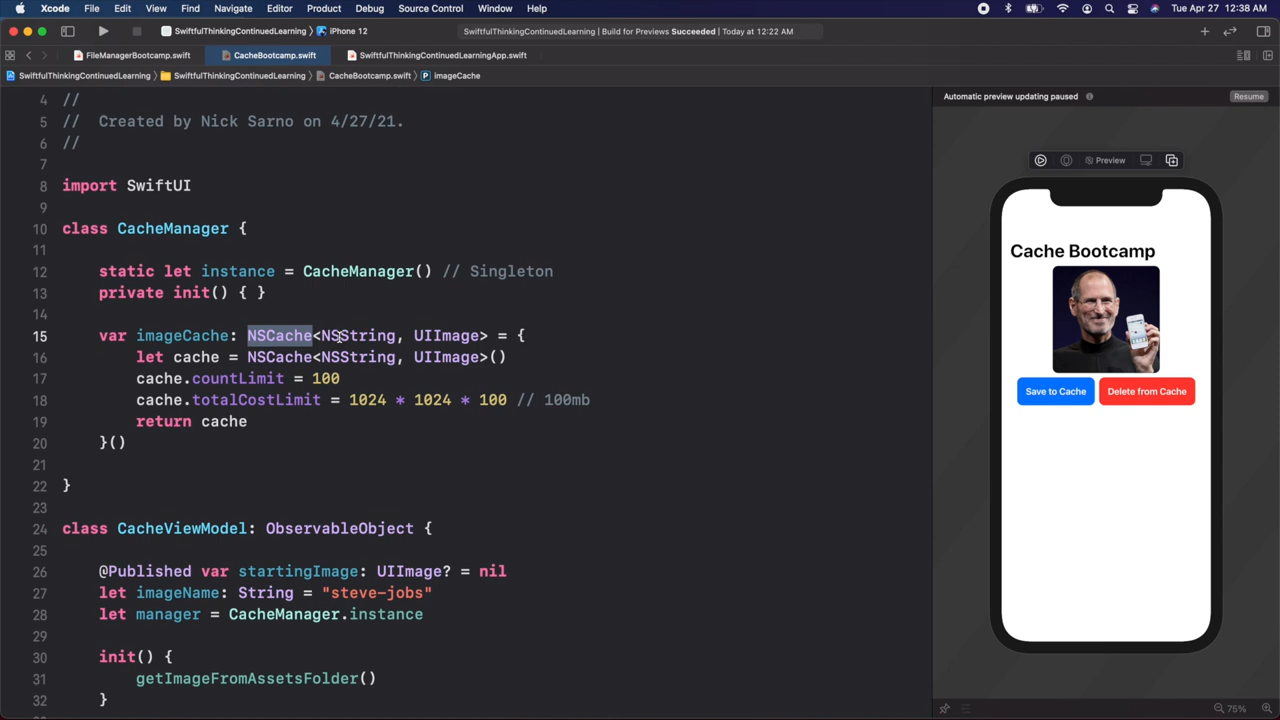 Xcode File Edit View Find Navigate Editor Product Debug Source Control Window Help Tue Apr 27 12:38 AM
SwiftfulThinkingContinuedLearning 〉 iPhone 12 SwiftfulThinkingContinuedLearning | Build for Previews Succeeded | Today at 12:22 AM
FileManagerBootcamp.swift CacheBootcamp.swift SwiftfulThinkingContinuedLearningApp.swift
SwiftfulThinkingContinuedLearning 〉 SwiftfulThinkingContinuedLearning 〉 CacheBootcamp.swift 〉 P imageCache
Automatic preview updating paused Resume
4 //
5 // Created by Nick Sarno on 4/27/21.
6 //
7
8 import SwiftUI
9
10 class CacheManager {
11
12 static let instance = CacheManager() // Singleton
13 private init() { }
14
15 var imageCache: NSCache<NSString, UIImage> = {
16 let cache = NSCache<NSString, UIImage>()
17 cache.countLimit = 100
18 cache.totalCostLimit = 1024 * 1024 * 100 // 100mb
19 return cache
20 }()
21
22 }
23
24 class CacheViewModel: ObservableObject {
25
26 @Published var startingImage: UIImage? = nil
27 let imageName: String = "steve-jobs"
28 let manager = CacheManager.instance
29
30 init() {
31 getImageFromAssetsFolder()
32 }
Preview
Cache Bootcamp
Save to Cache Delete from Cache
75%